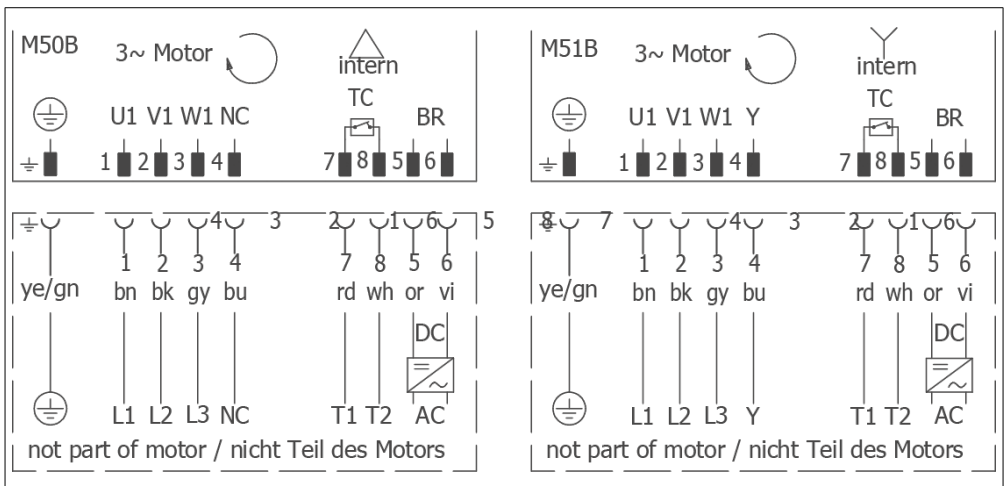 M50B 3~ Motor intern
TC
U1 V1 W1 NC BR
1 2 3 4 7 8 5 6
4 3 2 1 6 5
1 2 3 4 7 8 5 6
ye/gn bn bk gy bu rd wh or vi
DC
L1 L2 L3 NC T1 T2 AC
not part of motor / nicht Teil des Motors
M51B 3~ Motor intern
TC
U1 V1 W1 Y BR
1 2 3 4 7 8 5 6
8 7 4 3 2 1 6
1 2 3 4 7 8 5 6
ye/gn bn bk gy bu rd wh or vi
DC
L1 L2 L3 Y T1 T2 AC
not part of motor / nicht Teil des Motors